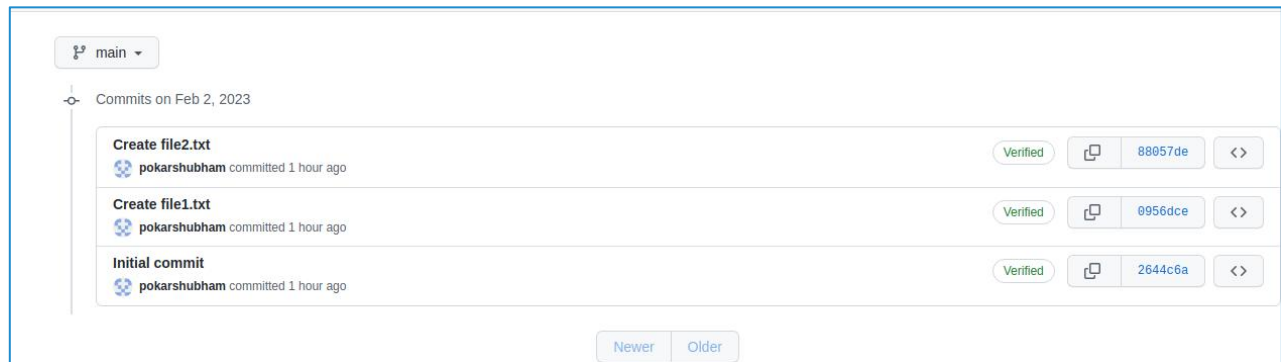 main
Commits on Feb 2, 2023
Create file2.txt
pokarshubham committed 1 hour ago
Verified
88057de
Create file1.txt
pokarshubham committed 1 hour ago
Verified
0956dce
Initial commit
pokarshubham committed 1 hour ago
Verified
2644c6a
Newer Older